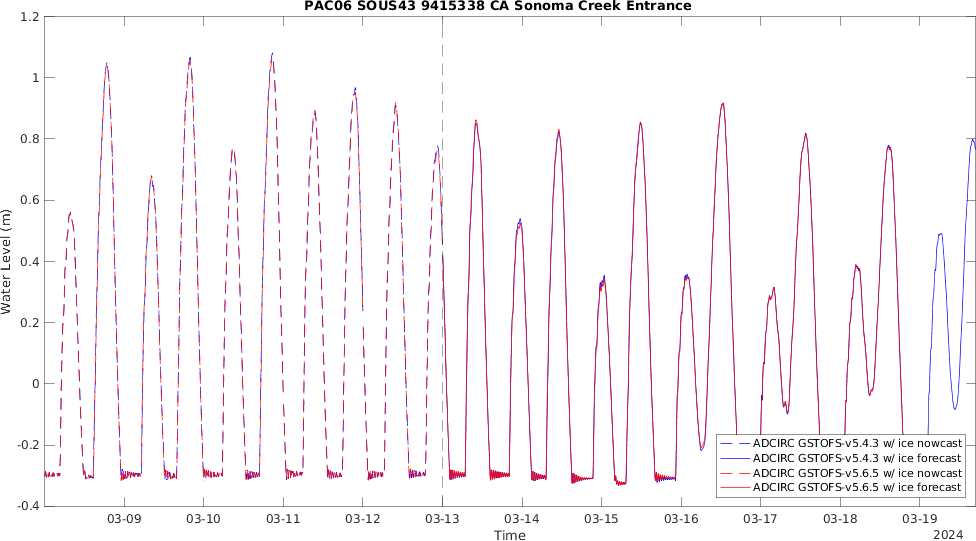 PAC06 SOUS43 9415338 CA Sonoma Creek Entrance
1.2
1
0.8
0.6
0.4
0.2
0
-0.2
-0.4
Water Level (m)
ADCIRC GSTOFS-v5.4.3 w/ ice nowcast
ADCIRC GSTOFS-v5.4.3 w/ ice forecast
ADCIRC GSTOFS-v5.6.5 w/ ice nowcast
ADCIRC GSTOFS-v5.6.5 w/ ice forecast
03-09 03-10 03-11 03-12 03-13 03-14 03-15 03-16 03-17 03-18 03-19
Time
2024